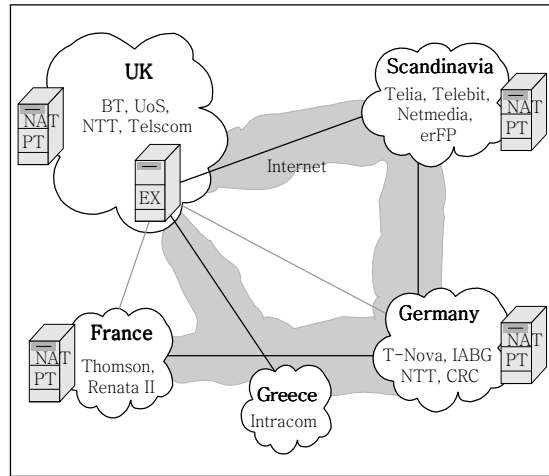 UK
BT, UoS,
NTT, Telscom
NAT
PT
EX
Scandinavia
Telia, Telebit,
Netmedia,
erFP
NAT
PT
Internet
France
Thomson,
Renata II
NAT
PT
Greece
Intracom
Germany
T-Nova, IABG
NTT, CRC
NAT
PT